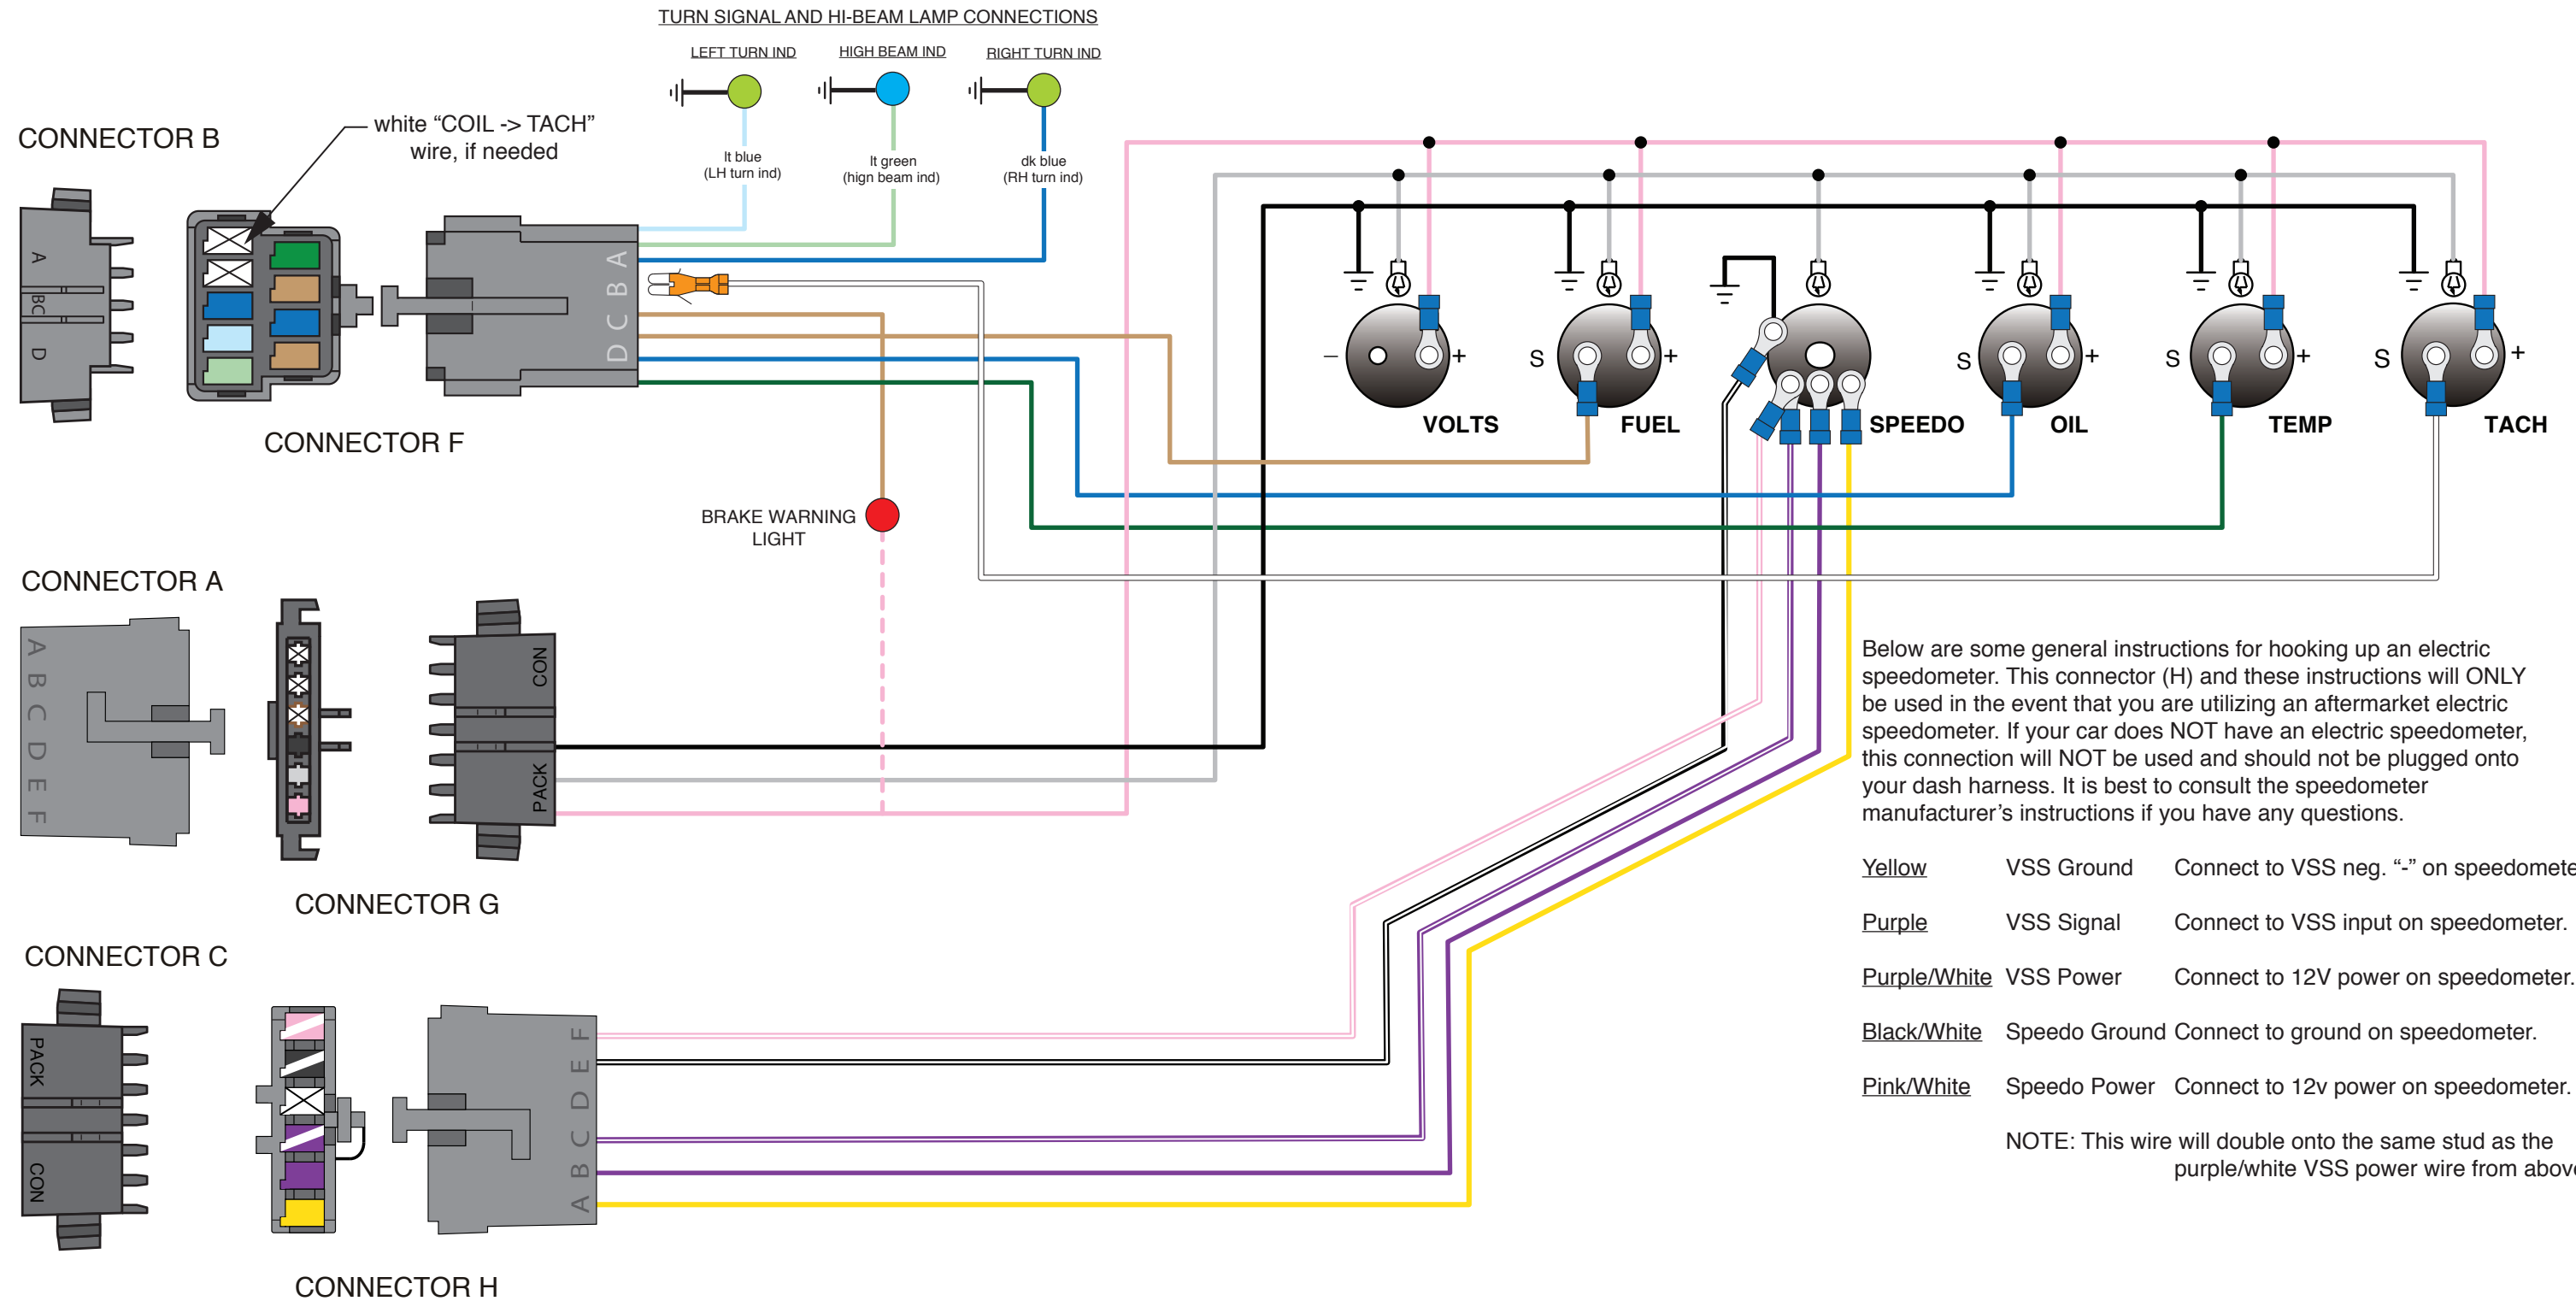 TURN SIGNAL AND HI-BEAM LAMP CONNECTIONS
LEFT TURN IND
HIGH BEAM IND
RIGHT TURN IND
CONNECTOR B
white “COIL -> TACH”
wire, if needed
lt blue
(LH turn ind)
lt green
(hign beam ind)
dk blue
(RH turn ind)
A
BC
D
A
B
C
D
CONNECTOR F
–
+
VOLTS
S
+
FUEL
SPEEDO
S
+
OIL
S
+
TEMP
S
+
TACH
BRAKE WARNING
LIGHT
CONNECTOR A
A
B
C
D
E
F
CON
PACK
CONNECTOR G
Below are some general instructions for hooking up an electric
speedometer. This connector (H) and these instructions will ONLY
be used in the event that you are utilizing an aftermarket electric
speedometer. If your car does NOT have an electric speedometer,
this connection will NOT be used and should not be plugged onto
your dash harness. It is best to consult the speedometer
manufacturer’s instructions if you have any questions.
Yellow VSS Ground Connect to VSS neg. “-” on speedomete
Purple VSS Signal Connect to VSS input on speedometer.
Purple/White VSS Power Connect to 12V power on speedometer.
Black/White Speedo Ground Connect to ground on speedometer.
Pink/White Speedo Power Connect to 12v power on speedometer.
NOTE: This wire will double onto the same stud as the
purple/white VSS power wire from above
CONNECTOR C
PACK
CON
F
E
D
C
B
A
CONNECTOR H